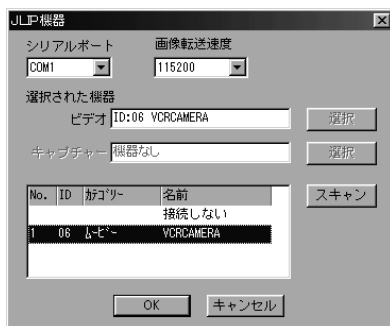 JLIP機器
シリアルポート 画像転送速度
COM1 115200
選択された機器
ビデオ ID:06 VCRCAMERA 選択
キャプチャー 機器なし 選択
No. ID ｶﾃｺﾞﾘｰ 名前 スキャン
接続しない
1 06 ﾑｰﾋﾞｰ VCRCAMERA
OK キャンセル